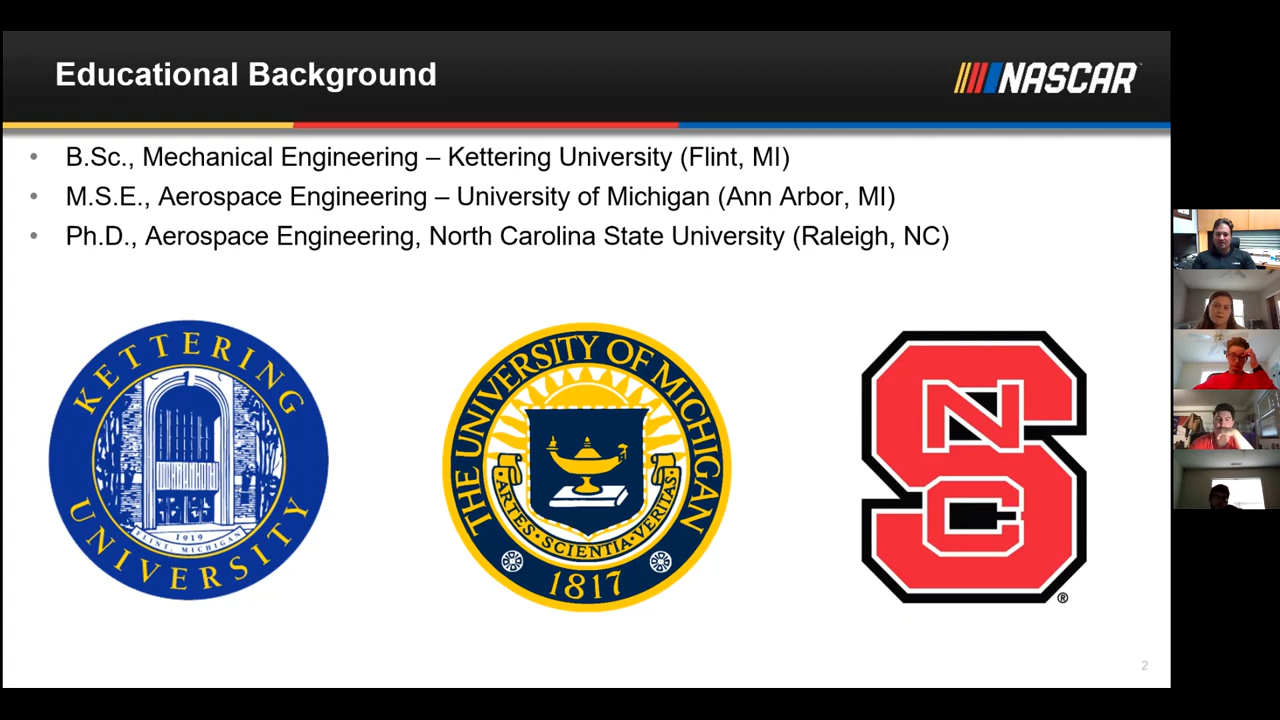 Educational Background
NASCAR
• B.Sc., Mechanical Engineering – Kettering University (Flint, MI)
• M.S.E., Aerospace Engineering – University of Michigan (Ann Arbor, MI)
• Ph.D., Aerospace Engineering, North Carolina State University (Raleigh, NC)
KETTERING
1919
FLINT, MICHIGAN
UNIVERSITY
THE UNIVERSITY OF MICHIGAN
ARTES · SCIENTIA · VERITAS
1817
NCS
®
2